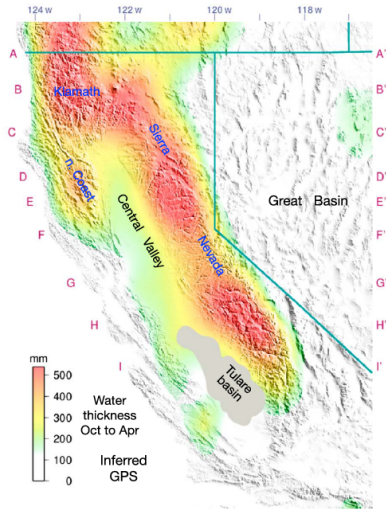 124°W 122°W 120°W 118°W
A A'
B Klamath B'
C Sierra C'
n. Coest
D D'
E Great Basin E'
Central Valley
F F'
Nevada
G G'
H H'
I I'
Tulare
basin
mm
500
400
300
200
100
0
Water
thickness
Oct to Apr
Inferred
GPS